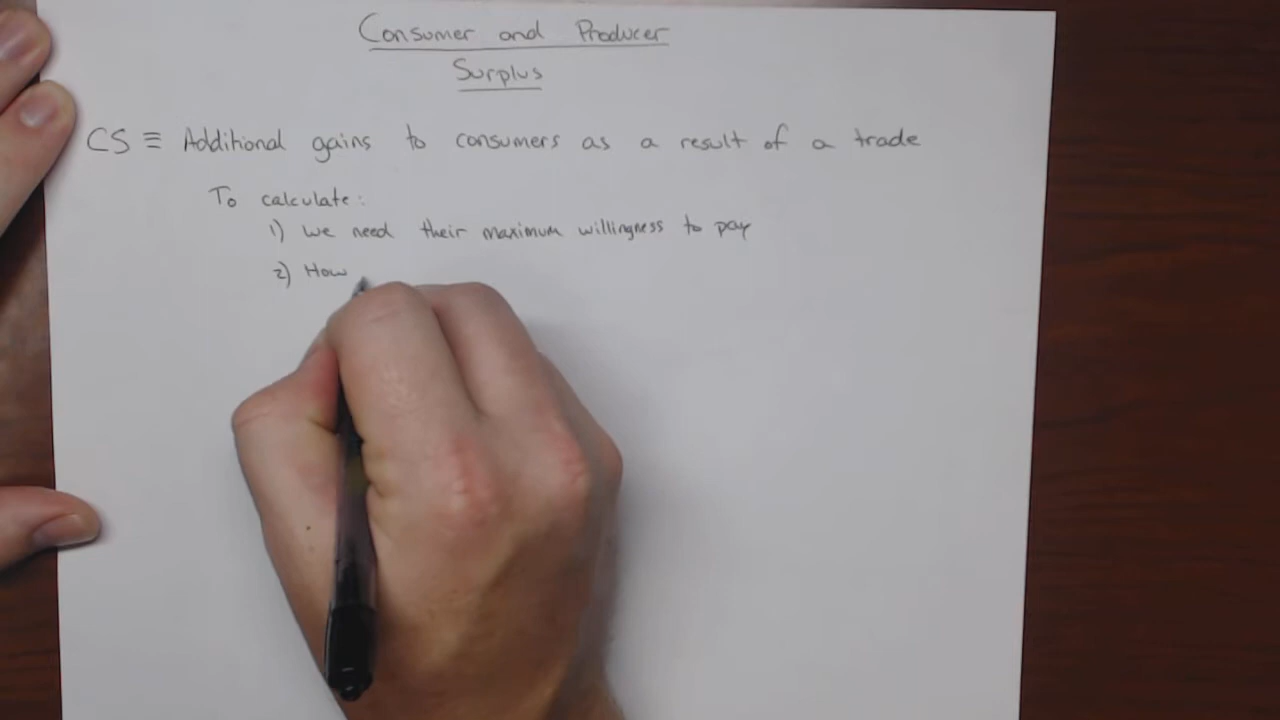 Consumer and Producer
Surplus
CS ≡ Additional gains to consumers as a result of a trade
To calculate:
1) we need their maximum willingness to pay
2) How